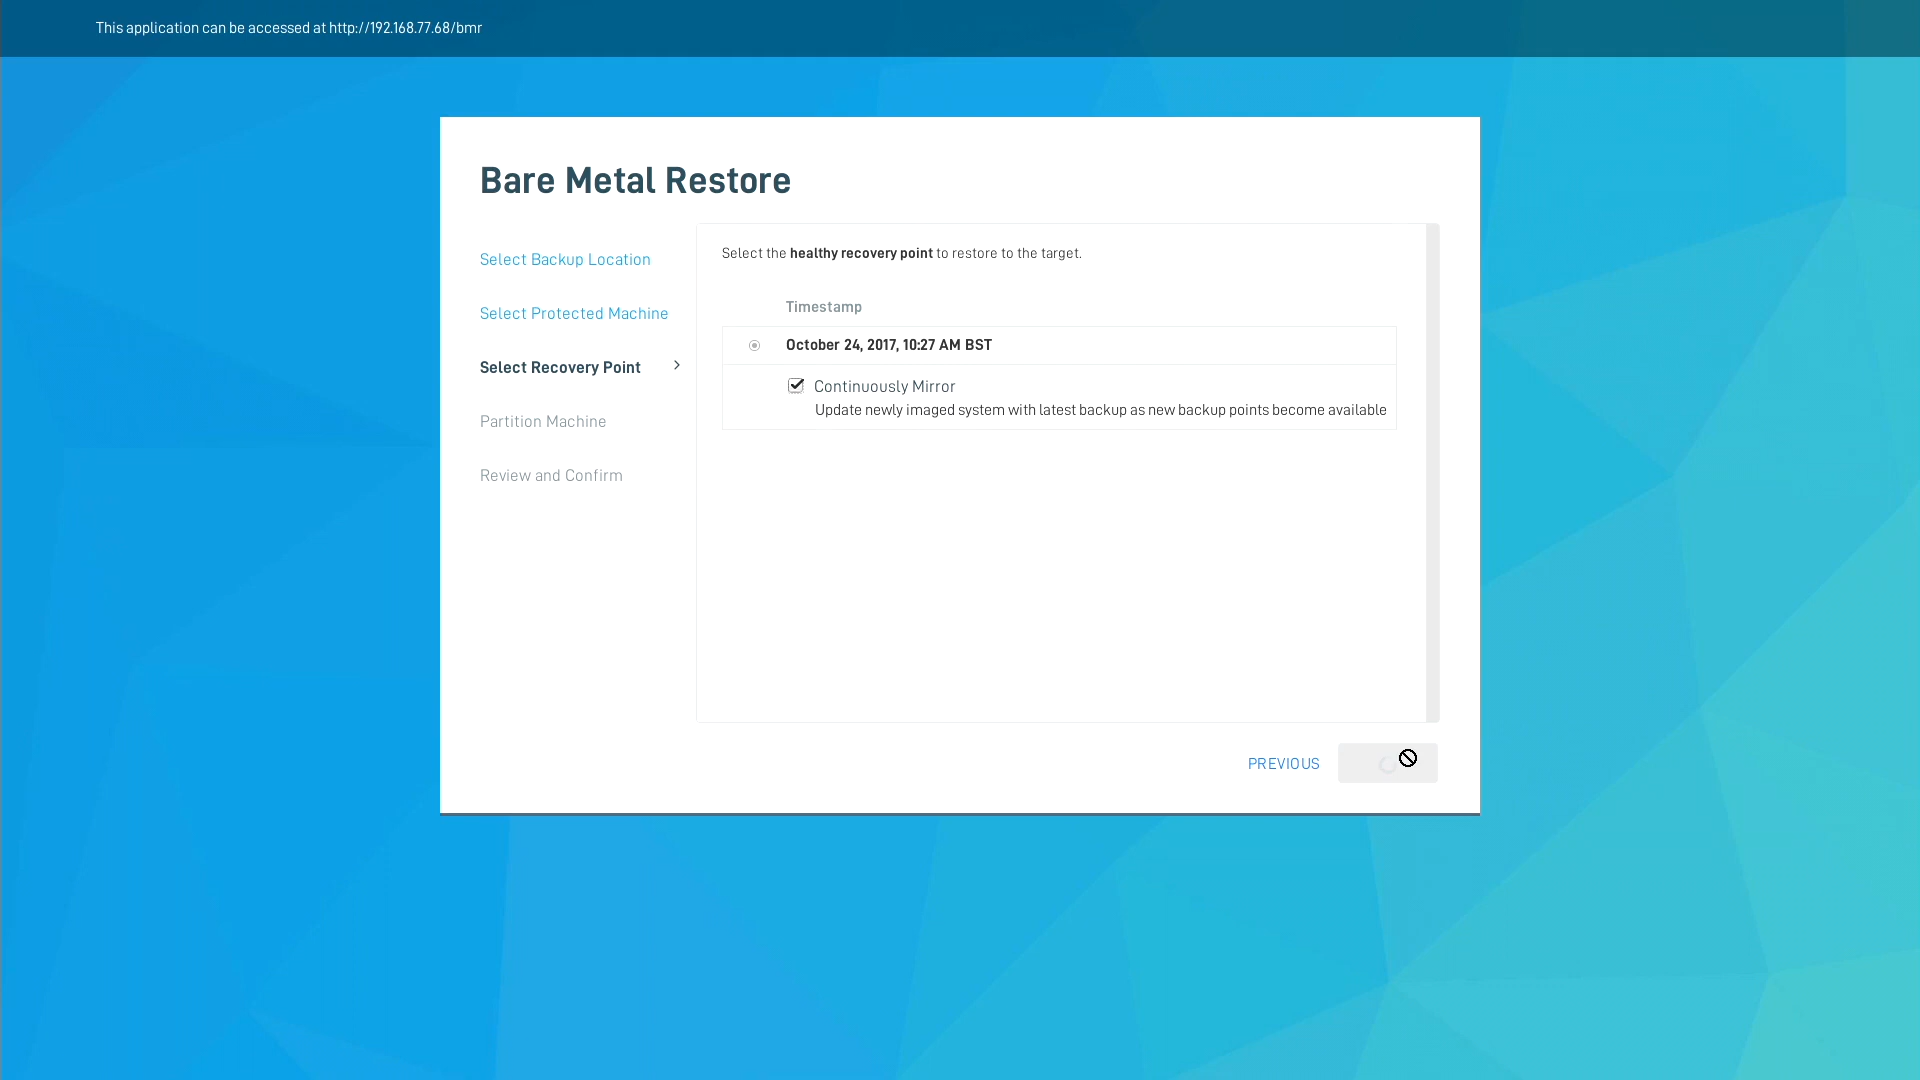 This application can be accessed at http://192.168.77.68/bmr
Bare Metal Restore
Select Backup Location
Select Protected Machine
Select Recovery Point
Partition Machine
Review and Confirm
Select the healthy recovery point to restore to the target.
Timestamp
October 24, 2017, 10:27 AM BST
Continuously Mirror
Update newly imaged system with latest backup as new backup points become available
PREVIOUS